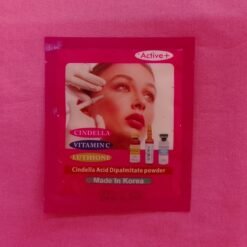 Active+
CINDELLA
VITAMIN C
LUTHIONE
Cindella Acid Dipalmitate powder
Made In Korea